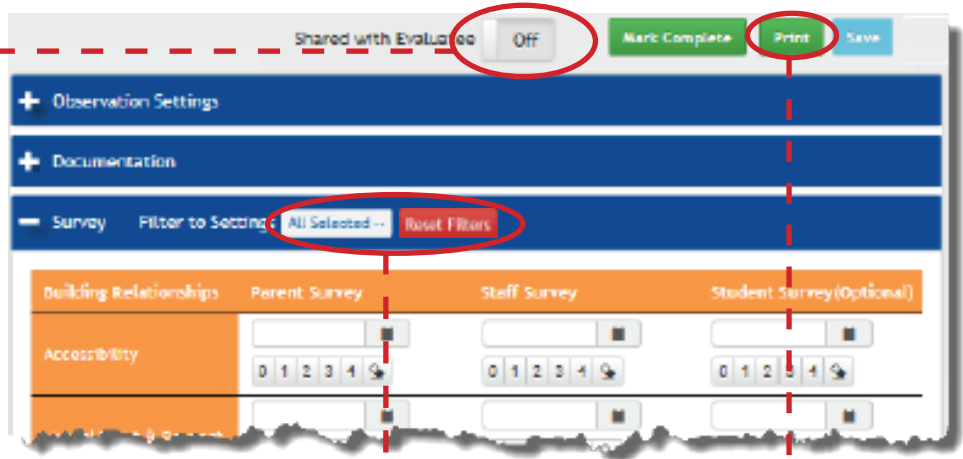 Shared with Evaluatee Off Mark Complete Print Save
Observation Settings
Documentation
Survey Filter to Settings All Selected -- Reset Filters
Building Relationships Parent Survey Staff Survey Student Survey(Optional)
Accessibility
0 1 2 3 4 0 1 2 3 4 0 1 2 3 4